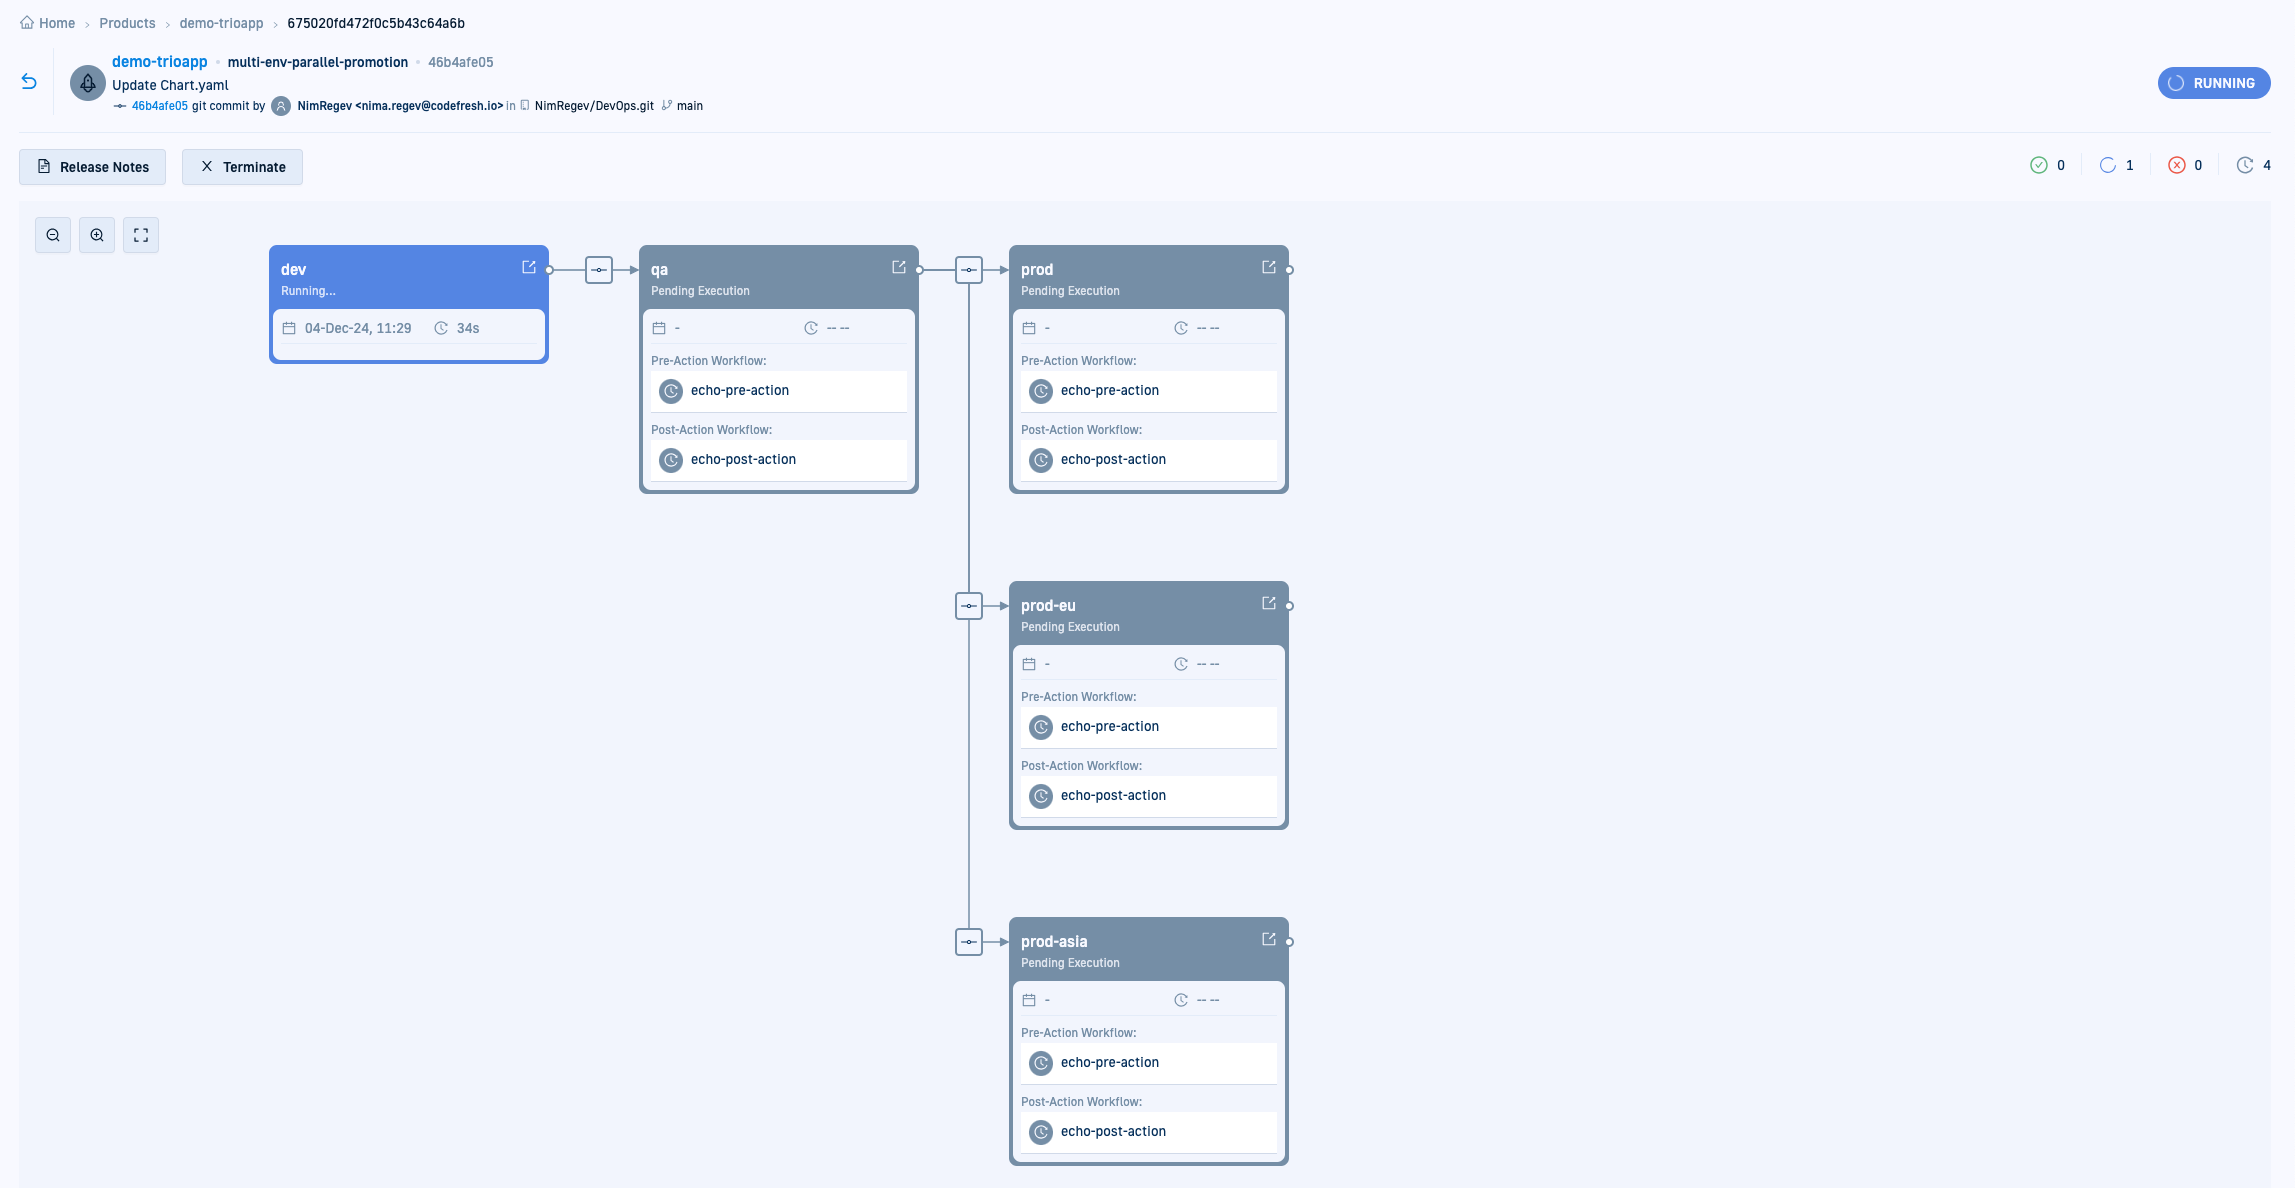 Home > Products > demo-trioapp > 675020fd472f0c5b43c64a6b
demo-trioapp • multi-env-parallel-promotion • 46b4afe05
Update Chart.yaml
46b4afe05 git commit by NimRegev <nima.regev@codefresh.io> in NimRegev/DevOps.git main
RUNNING
Release Notes
Terminate
0 1 0 4
dev
Running...
04-Dec-24, 11:29 34s
qa
Pending Execution
- -- --
Pre-Action Workflow:
echo-pre-action
Post-Action Workflow:
echo-post-action
prod
Pending Execution
- -- --
Pre-Action Workflow:
echo-pre-action
Post-Action Workflow:
echo-post-action
prod-eu
Pending Execution
- -- --
Pre-Action Workflow:
echo-pre-action
Post-Action Workflow:
echo-post-action
prod-asia
Pending Execution
- -- --
Pre-Action Workflow:
echo-pre-action
Post-Action Workflow:
echo-post-action